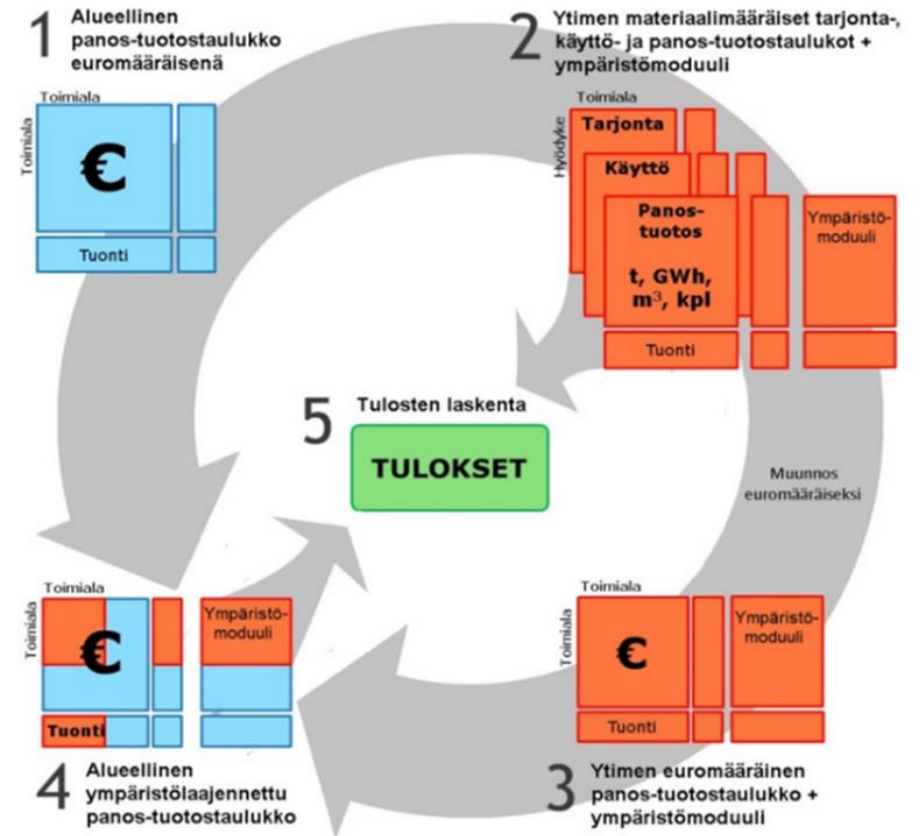 1
Alueellinen
panos-tuotostaulukko
euromääräisenä
Toimiala
Toimiala
€
Tuonti
2
Ytimen materiaalimääräiset tarjonta-,
käyttö- ja panos-tuotostaulukot +
ympäristömoduuli
Toimiala
Hyödyke
Tarjonta
Käyttö
Panos-
tuotos
t, GWh,
m³, kpl
Tuonti
Ympäristö-
moduuli
5
Tulosten laskenta
TULOKSET
Muunnos
euromääräiseksi
Toimiala
Toimiala
€
Tuonti
Ympäristö-
moduuli
4
Alueellinen
ympäristölaajennettu
panos-tuotostaulukko
Toimiala
Toimiala
€
Tuonti
Ympäristö-
moduuli
3
Ytimen euromääräinen
panos-tuotostaulukko +
ympäristömoduuli